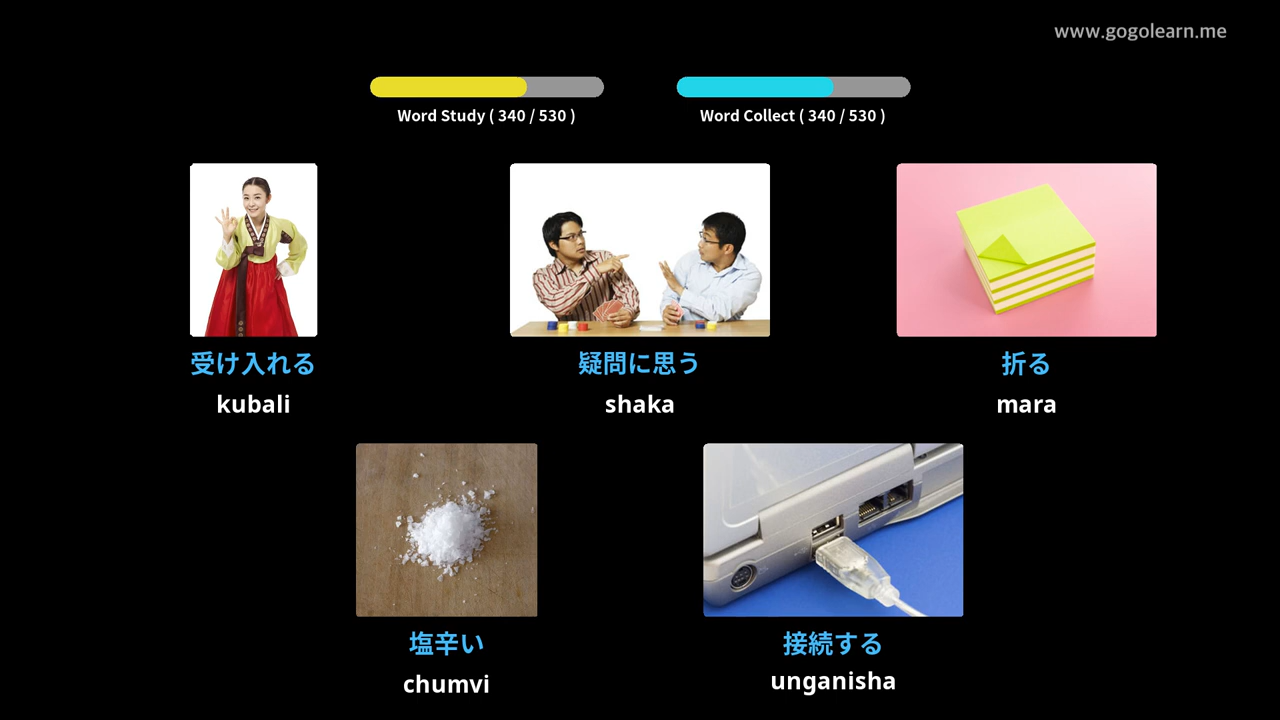 www.gogolearn.me
Word Study ( 340 / 530 )
Word Collect ( 340 / 530 )
受け入れる
kubali
疑問に思う
shaka
折る
mara
塩辛い
chumvi
接続する
unganisha